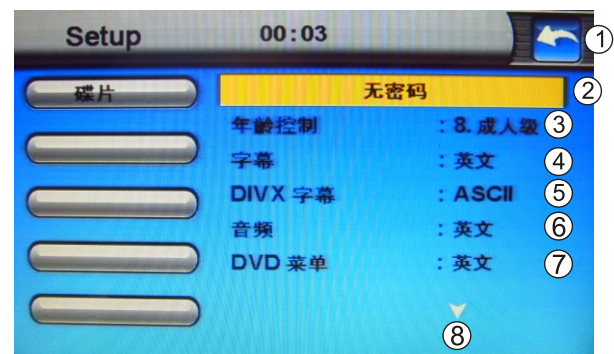 Setup 00:03 ①
碟片 无密码 ②
年龄控制 : 8. 成人级 ③
字幕 : 英文 ④
DIVX 字幕 : ASCII ⑤
音频 : 英文 ⑥
DVD 菜单 : 英文 ⑦
⑧